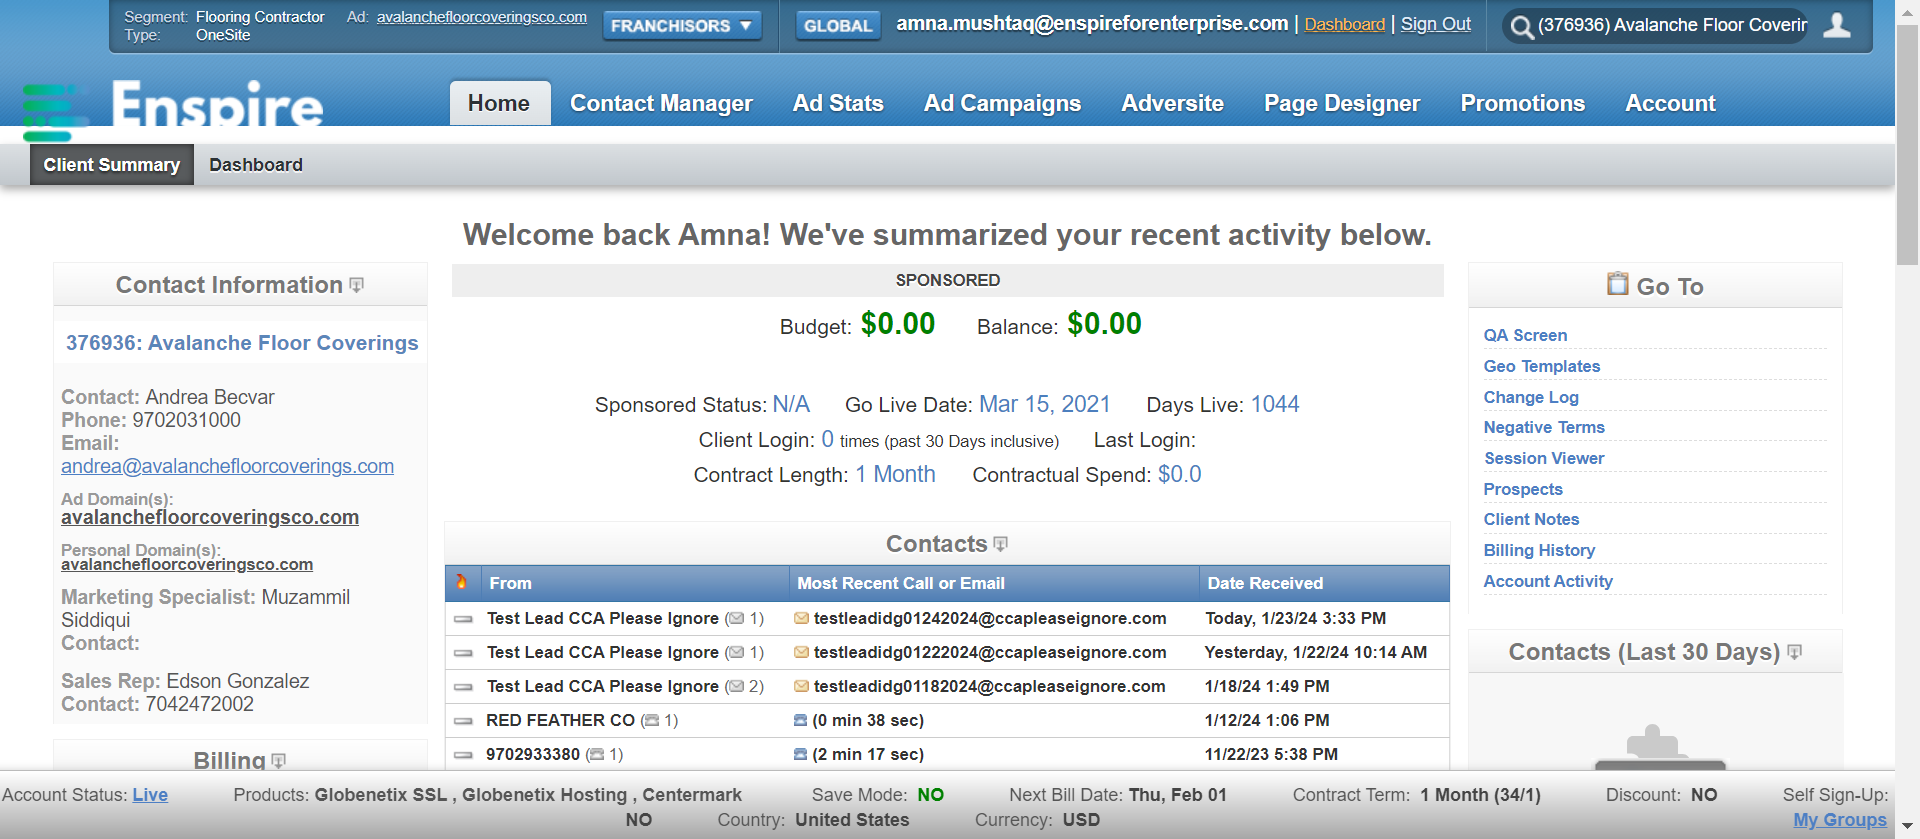 Segment: Flooring Contractor Ad: avalanchefloorcoveringsco.com FRANCHISORS ▼ GLOBAL amna.mushtaq@enspireforenterprise.com | Dashboard | Sign Out (376936) Avalanche Floor Coverin
Type: OneSite
Enspire
Home Contact Manager Ad Stats Ad Campaigns Adversite Page Designer Promotions Account
Client Summary Dashboard
Welcome back Amna! We've summarized your recent activity below.
Contact Information
376936: Avalanche Floor Coverings
Contact: Andrea Becvar
Phone: 9702031000
Email:
andrea@avalanchefloorcoverings.com
Ad Domain(s):
avalanchefloorcoveringsco.com
Personal Domain(s):
avalanchefloorcoveringsco.com
Marketing Specialist: Muzammil
Siddiqui
Contact:
Sales Rep: Edson Gonzalez
Contact: 7042472002
Billing
SPONSORED
Budget: $0.00 Balance: $0.00
Sponsored Status: N/A Go Live Date: Mar 15, 2021 Days Live: 1044
Client Login: 0 times (past 30 Days inclusive) Last Login:
Contract Length: 1 Month Contractual Spend: $0.0
Contacts
From Most Recent Call or Email Date Received
Test Lead CCA Please Ignore (1) testleadidg01242024@ccapleaseignore.com Today, 1/23/24 3:33 PM
Test Lead CCA Please Ignore (1) testleadidg01222024@ccapleaseignore.com Yesterday, 1/22/24 10:14 AM
Test Lead CCA Please Ignore (2) testleadidg01182024@ccapleaseignore.com 1/18/24 1:49 PM
RED FEATHER CO (1) (0 min 38 sec) 1/12/24 1:06 PM
9702933380 (1) (2 min 17 sec) 11/22/23 5:38 PM
Go To
QA Screen
Geo Templates
Change Log
Negative Terms
Session Viewer
Prospects
Client Notes
Billing History
Account Activity
Contacts (Last 30 Days)
Account Status: Live Products: Globenetix SSL , Globenetix Hosting , Centermark Save Mode: NO Next Bill Date: Thu, Feb 01 Contract Term: 1 Month (34/1) Discount: NO Self Sign-Up:
NO Country: United States Currency: USD My Groups